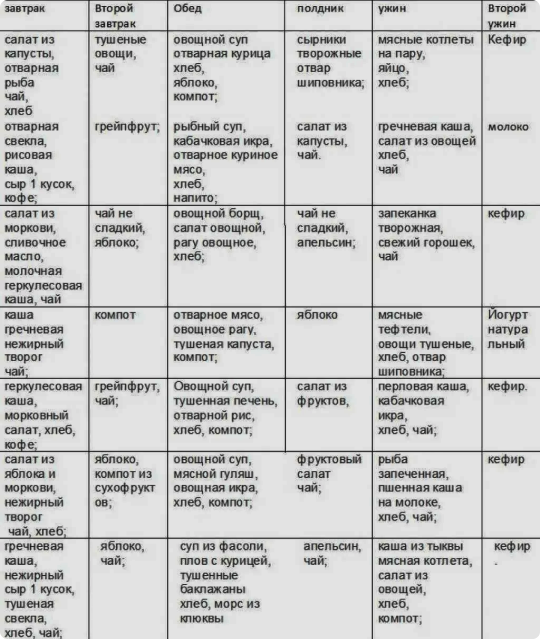 завтрак
Второй
завтрак
Обед
полдник
ужин
Второй
ужин
салат из
капусты,
отварная
рыба
чай,
хлеб
тушеные
овощи,
чай
овощной суп
отварная курица
хлеб,
яблоко,
компот;
сырники
творожные
отвар
шиповника;
мясные котлеты
на пару,
яйцо,
хлеб;
Кефир
отварная
свекла,
рисовая
каша,
сыр 1 кусок,
кофе;
грейпфрут;
рыбный суп,
кабачковая икра,
отварное куриное
мясо,
хлеб,
напито;
салат из
капусты,
чай.
гречневая каша,
салат из овощей
хлеб,
чай
молоко
салат из
моркови,
сливочное
масло,
молочная
геркулесовая
каша, чай
чай не
сладкий,
яблоко;
овощной борщ,
салат овощной,
рагу овощное,
хлеб;
чай не
сладкий,
апельсин;
запеканка
творожная,
свежий горошек,
чай
кефир
каша
гречневая
нежирный
творог
чай;
компот
отварное мясо,
овощное рагу,
тушеная капуста,
компот;
яблоко
мясные
тефтели,
овощи тушеные,
хлеб, отвар
шиповника;
Йогурт
натура
льный
геркулесовая
каша,
морковный
салат, хлеб,
кофе;
грейпфрут,
чай;
Овощной суп,
тушенная печень,
отварной рис,
хлеб, компот;
салат из
фруктов,
перловая каша,
кабачковая
икра,
хлеб, чай;
кефир.
салат из
яблока и
моркови,
нежирный
творог
чай, хлеб;
яблоко,
компот из
сухофрукт
ов;
овощной суп,
мясной гуляш,
овощная икра,
хлеб, компот;
фруктовый
салат
чай;
рыба
запеченная,
пшенная каша
на молоке,
хлеб, чай;
кефир
гречневая
каша,
нежирный
сыр 1 кусок,
тушеная
свекла,
хлеб, чай;
яблоко,
чай;
суп из фасоли,
плов с курицей,
тушенные
баклажаны
хлеб, морс из
клюквы
апельсин,
чай;
каша из тыквы
мясная котлета,
салат из
овощей,
хлеб,
компот;
кефир
.